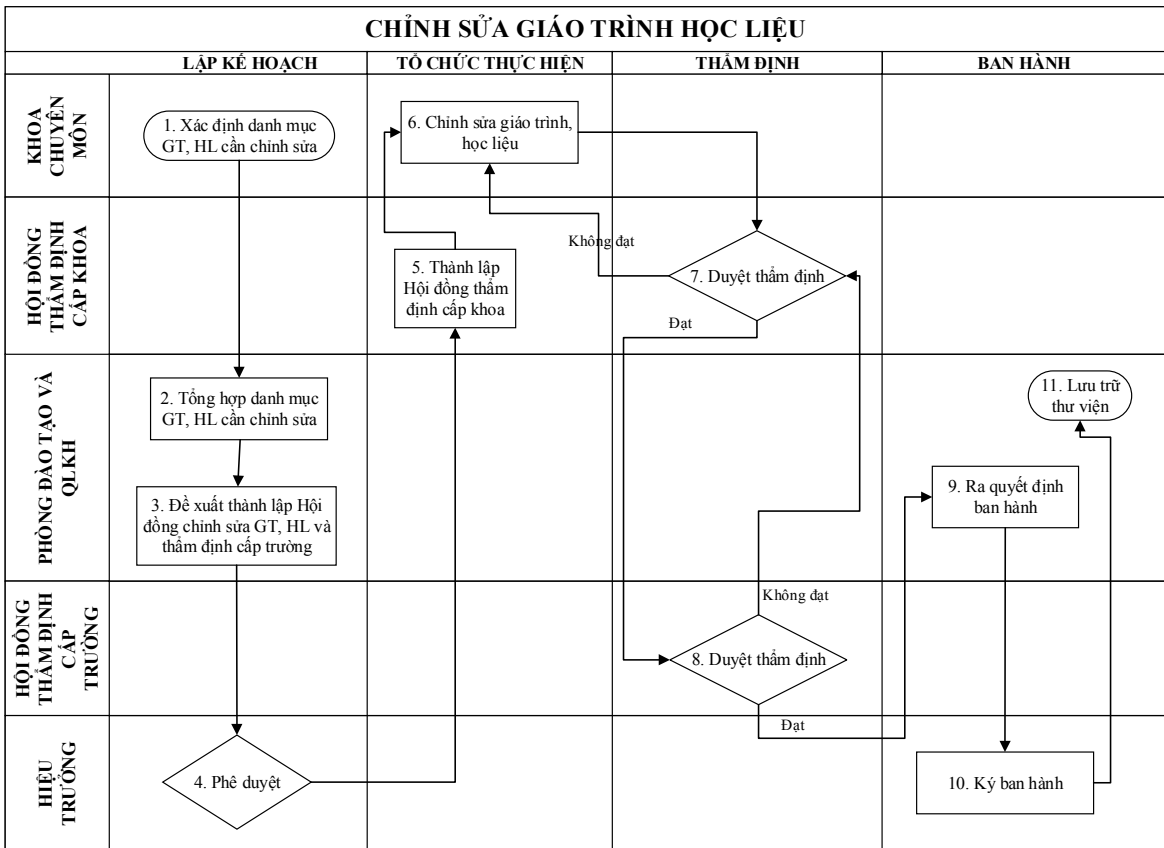 CHỈNH SỬA GIÁO TRÌNH HỌC LIỆU
LẬP KẾ HOẠCH
TỔ CHỨC THỰC HIỆN
THẨM ĐỊNH
BAN HÀNH
KHOA
CHUYÊN
MÔN
1. Xác định danh mục
GT, HL cần chỉnh sửa
6. Chỉnh sửa giáo trình,
học liệu
HỘI ĐỒNG
THẨM ĐỊNH
CẤP KHOA
5. Thành lập
Hội đồng thẩm
định cấp khoa
Không đạt
7. Duyệt thẩm định
Đạt
PHÒNG ĐÀO TẠO VÀ
QLKH
2. Tổng hợp danh mục
GT, HL cần chỉnh sửa
3. Đề xuất thành lập Hội
đồng chỉnh sửa GT, HL và
thẩm định cấp trường
11. Lưu trữ
thư viện
9. Ra quyết định
ban hành
HỘI ĐỒNG
THẨM ĐỊNH
CẤP
TRƯỜNG
Không đạt
8. Duyệt thẩm định
Đạt
HIỆU
TRƯỞNG
4. Phê duyệt
10. Ký ban hành